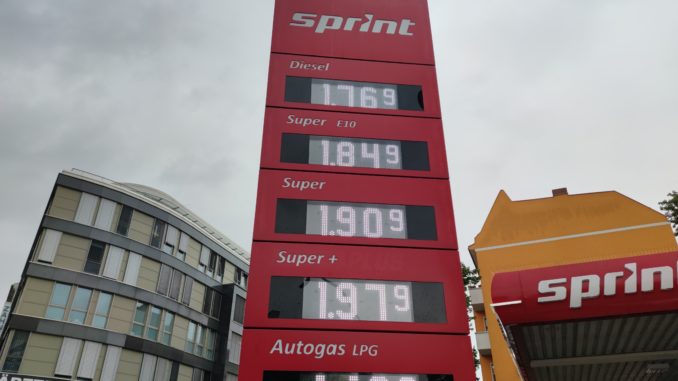 sprint
Diesel
1.769
Super E10
1.849
Super
1.909
Super +
1.979
Autogas LPG
sprint